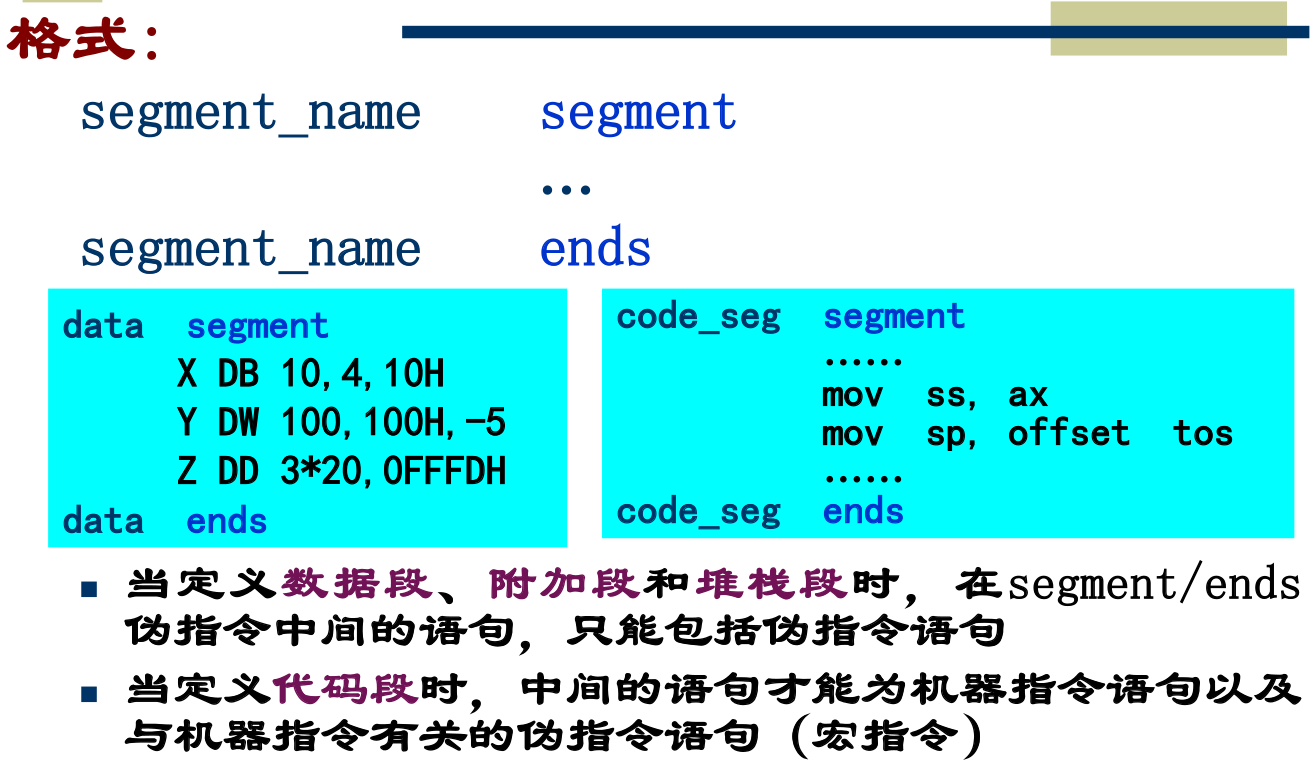 格式：
segment_name segment
…
segment_name ends
data segment
X DB 10,4,10H
Y DW 100,100H,-5
Z DD 3*20,0FFFDH
data ends
code_seg segment
……
mov ss, ax
mov sp, offset tos
……
code_seg ends
当定义数据段、附加段和堆栈段时，在segment/ends
伪指令中间的语句，只能包括伪指令语句
当定义代码段时，中间的语句才能为机器指令语句以及
与机器指令有关的伪指令语句（宏指令）